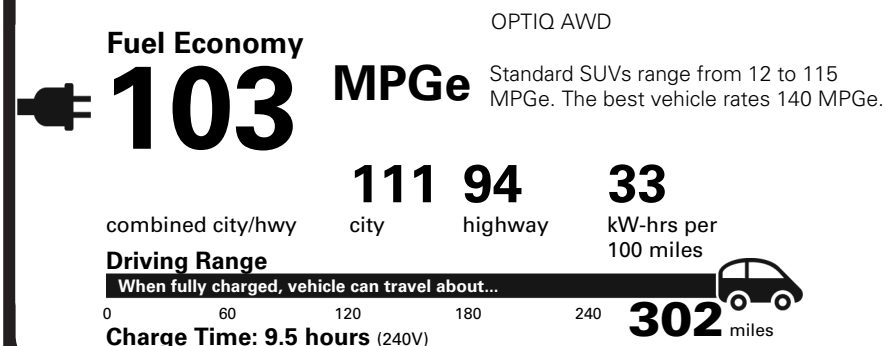 OPTIQ AWD
Fuel Economy
103 MPGe
Standard SUVs range from 12 to 115
MPGe. The best vehicle rates 140 MPGe.
111 94 33
combined city/hwy city highway kW-hrs per
100 miles
Driving Range
When fully charged, vehicle can travel about...
0 60 120 180 240 302 miles
Charge Time: 9.5 hours (240V)